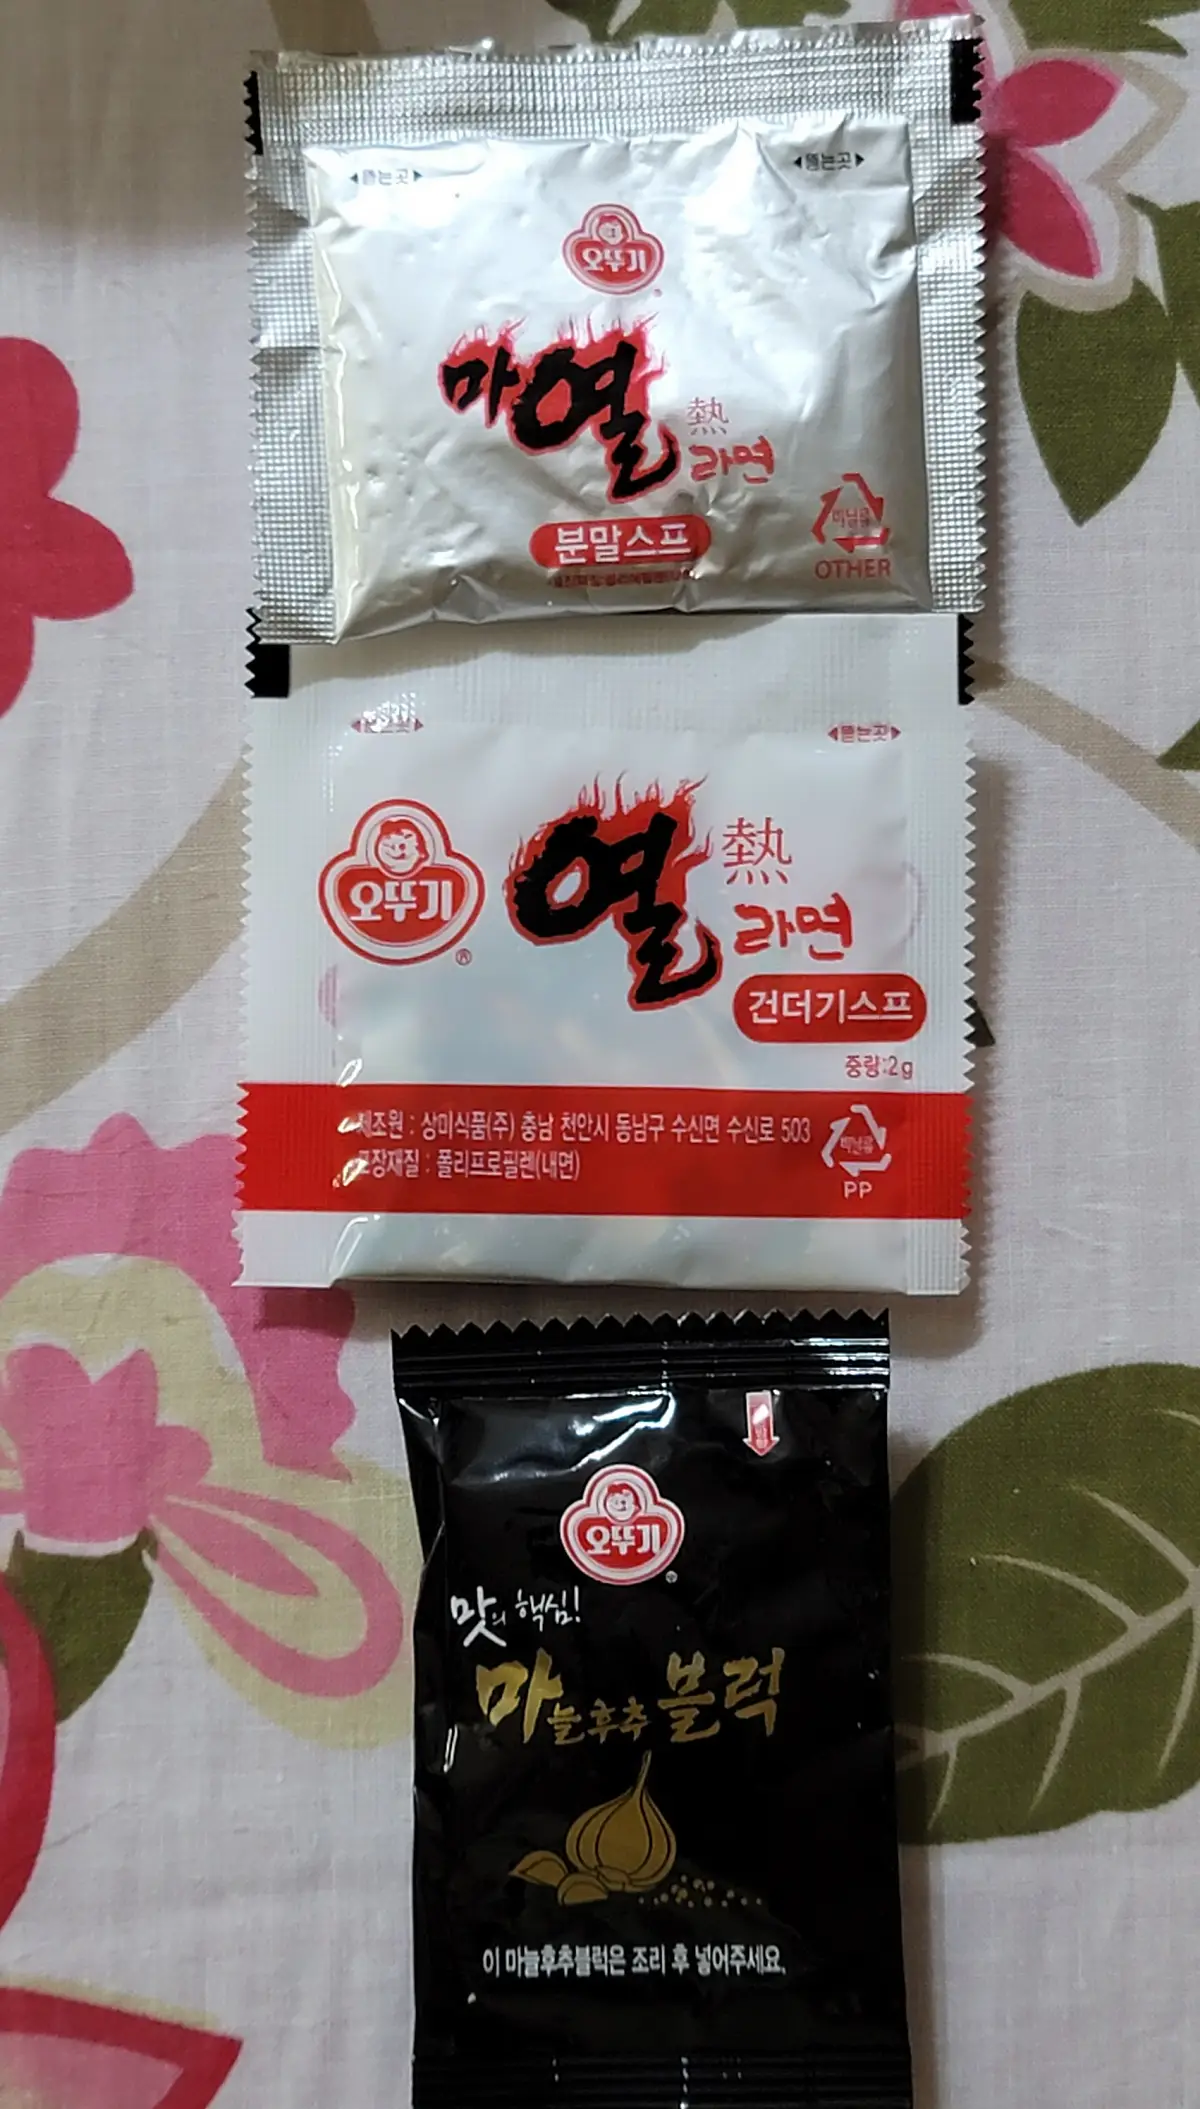 뜯는곳
뜯는곳
오뚜기
마열
熱
라면
분말스프
비닐류
OTHER
뜯는곳
오뚜기
열
熱
라면
건더기스프
중량:2g
제조원 : 상미식품(주) 충남 천안시 동남구 수신면 수신로 503
포장재질 : 폴리프로필렌(내면)
비닐류
PP
오뚜기
맛의 핵심!
마늘후추블럭
이 마늘후추블럭은 조리 후 넣어주세요.